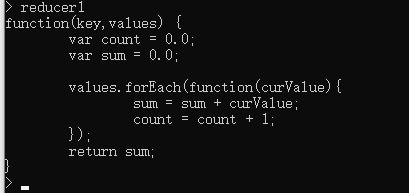 > reducer1
function(key,values) {
        var count = 0.0;
        var sum = 0.0;
        values.forEach(function(curValue){
                sum = sum + curValue;
                count = count + 1;
        });
        return sum;
}
>